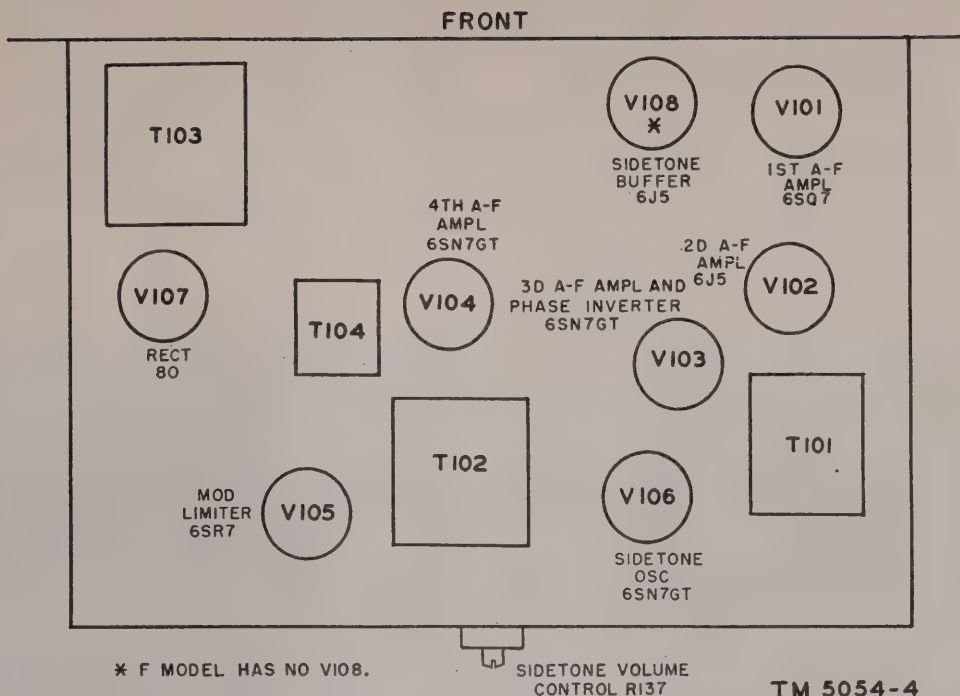 FRONT
T103
V108
*
SIDETONE
BUFFER
6J5
V101
1ST A-F
AMPL
6SQ7
4TH A-F
AMPL
6SN7GT
V107
RECT
80
T104
V104
3D A-F AMPL AND
PHASE INVERTER
6SN7GT
2D A-F
AMPL
6J5
V102
V103
T101
T102
MOD
LIMITER
6SR7
V105
V106
SIDETONE
OSC
6SN7GT
* F MODEL HAS NO V108.
SIDETONE VOLUME
CONTROL R137
TM 5054-4